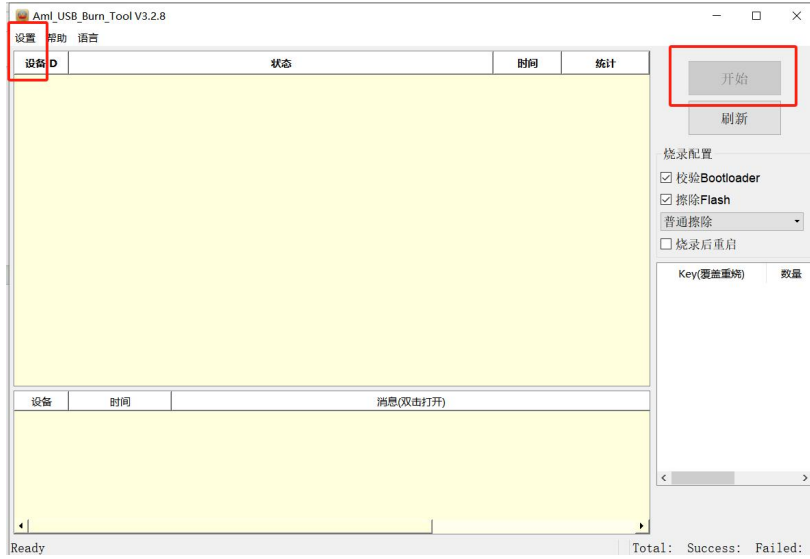 Aml_USB_Burn_Tool V3.2.8
设置 帮助 语言
设备ID 状态 时间 统计
开始
刷新
烧录配置
校验Bootloader
擦除Flash
普通擦除
烧录后重启
Key(覆盖重烧) 数量
设备 时间 消息(双击打开)
Ready Total: Success: Failed: